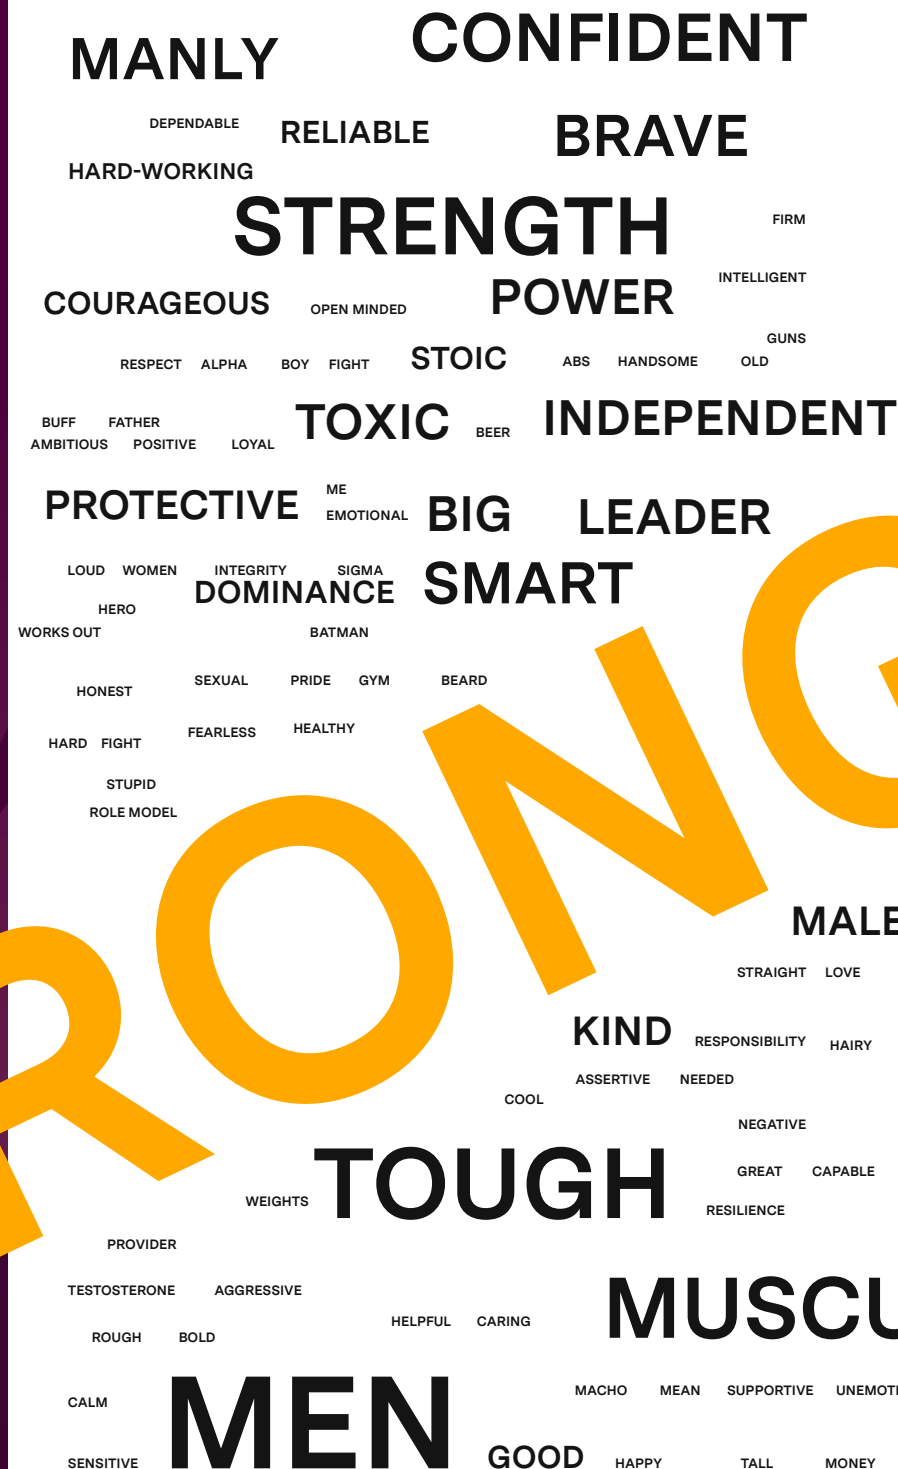 CONFIDENT
MANLY
DEPENDABLE RELIABLE BRAVE
HARD-WORKING
STRENGTH FIRM
INTELLIGENT
COURAGEOUS OPEN MINDED POWER
GUNS
RESPECT ALPHA BOY FIGHT STOIC ABS HANDSOME OLD
BUFF FATHER TOXIC BEER INDEPENDENT
AMBITIOUS POSITIVE LOYAL
ME
PROTECTIVE EMOTIONAL BIG LEADER
LOUD WOMEN INTEGRITY SIGMA
DOMINANCE SMART
HERO
WORKS OUT BATMAN
SEXUAL PRIDE GYM BEARD
HONEST
FEARLESS HEALTHY
HARD FIGHT
STUPID
ROLE MODEL
RONG
MALE
STRAIGHT LOVE
KIND RESPONSIBILITY HAIRY
ASSERTIVE NEEDED
COOL
NEGATIVE
TOUGH GREAT CAPABLE
WEIGHTS RESILIENCE
PROVIDER
TESTOSTERONE AGGRESSIVE
HELPFUL CARING MUSCU
ROUGH BOLD
MACHO MEAN SUPPORTIVE UNEMOTI
CALM MEN
SENSITIVE GOOD HAPPY TALL MONEY